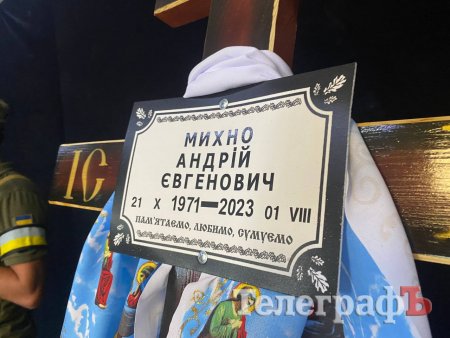 ІС
МИХНО
АНДРІЙ
ЄВГЕНОВИЧ
21 X 1971–2023 01 VIII
ПАМ'ЯТАЄМО, ЛЮБИМО, СУМУЄМО
ТелеграфЪ